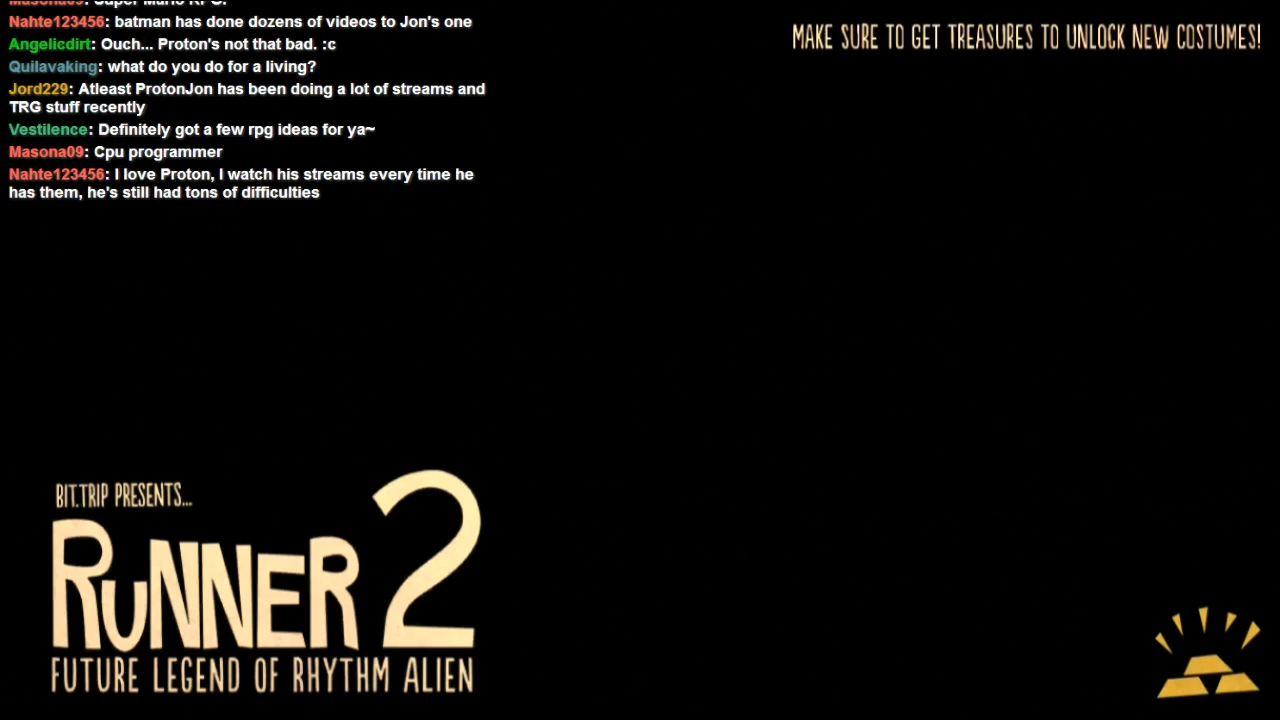 Masona09: Super Mario RPG.
Nahte123456: batman has done dozens of videos to Jon's one
Angelicdirt: Ouch... Proton's not that bad. :c
Quilavaking: what do you do for a living?
Jord229: Atleast ProtonJon has been doing a lot of streams and
TRG stuff recently
Vestilence: Definitely got a few rpg ideas for ya~
Masona09: Cpu programmer
Nahte123456: I love Proton, I watch his streams every time he
has them, he's still had tons of difficulties
MAKE SURE TO GET TREASURES TO UNLOCK NEW COSTUMES!
BIT.TRIP PRESENTS...
RUNNER 2
FUTURE LEGEND OF RHYTHM ALIEN